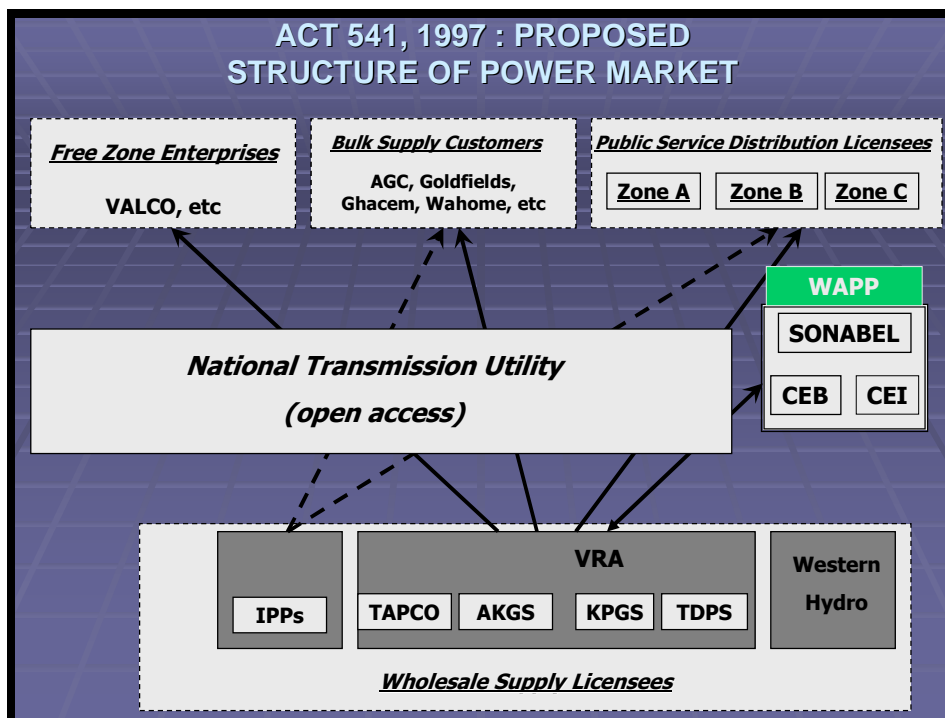 ACT 541, 1997 : PROPOSED
STRUCTURE OF POWER MARKET
Free Zone Enterprises
VALCO, etc
Bulk Supply Customers
AGC, Goldfields,
Ghacem, Wahome, etc
Public Service Distribution Licensees
Zone A
Zone B
Zone C
WAPP
SONABEL
CEB
CEI
National Transmission Utility
(open access)
IPPs
VRA
TAPCO
AKGS
KPGS
TDPS
Western
Hydro
Wholesale Supply Licensees